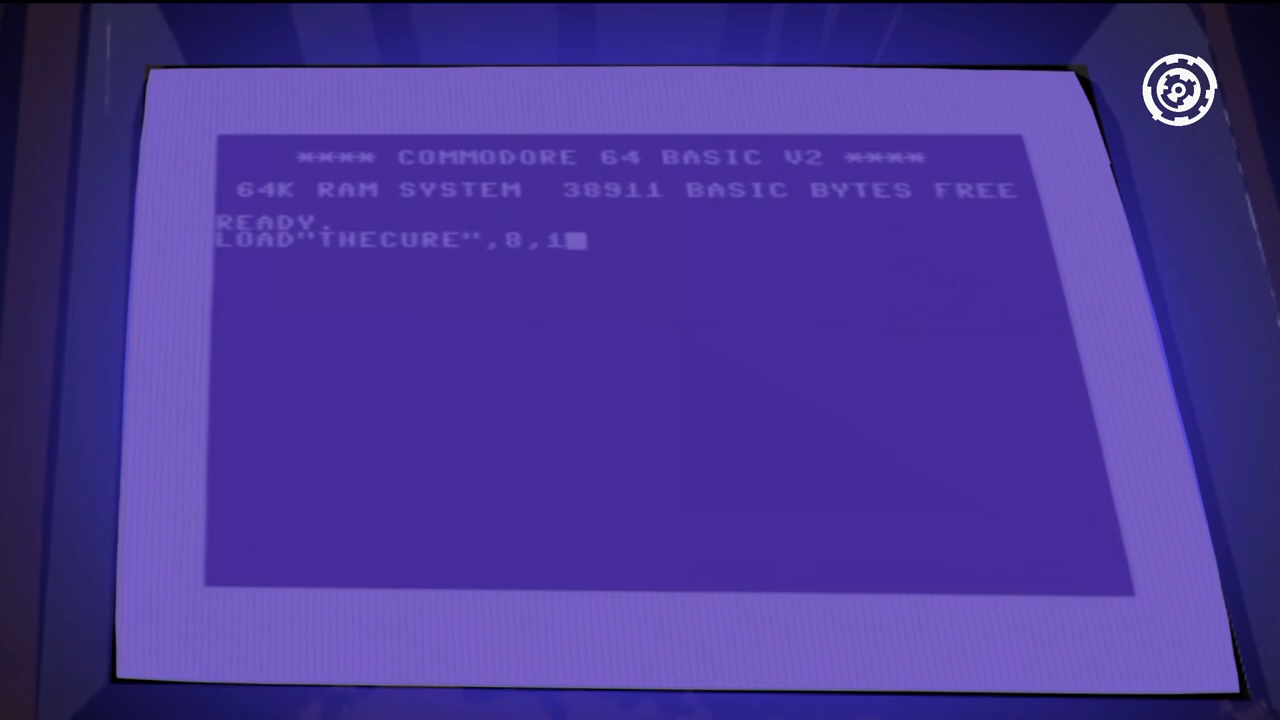 **** COMMODORE 64 BASIC V2 ****
64K RAM SYSTEM  38911 BASIC BYTES FREE
READY.
LOAD"THECURE",8,1